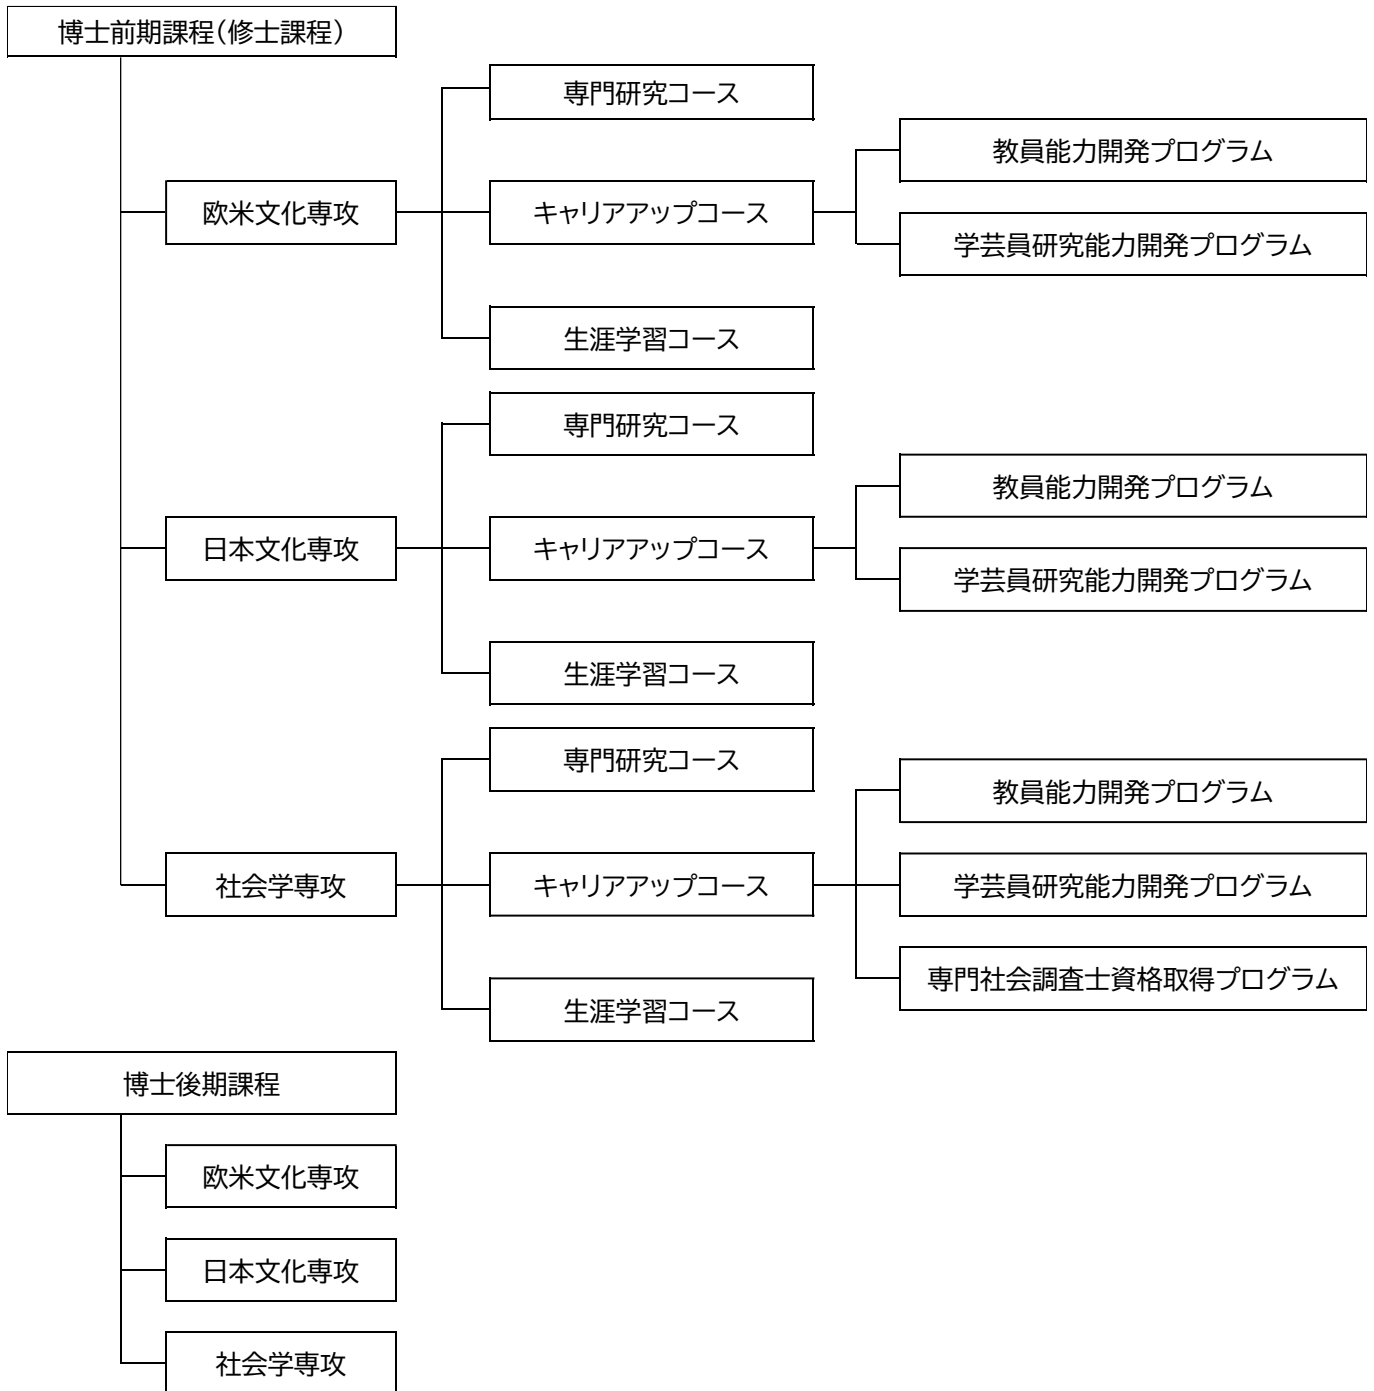 博士前期課程（修士課程）
専門研究コース
教員能力開発プログラム
欧米文化専攻
キャリアアップコース
学芸員研究能力開発プログラム
生涯学習コース
専門研究コース
教員能力開発プログラム
日本文化専攻
キャリアアップコース
学芸員研究能力開発プログラム
生涯学習コース
専門研究コース
教員能力開発プログラム
社会学専攻
キャリアアップコース
学芸員研究能力開発プログラム
専門社会調査士資格取得プログラム
生涯学習コース
博士後期課程
欧米文化専攻
日本文化専攻
社会学専攻